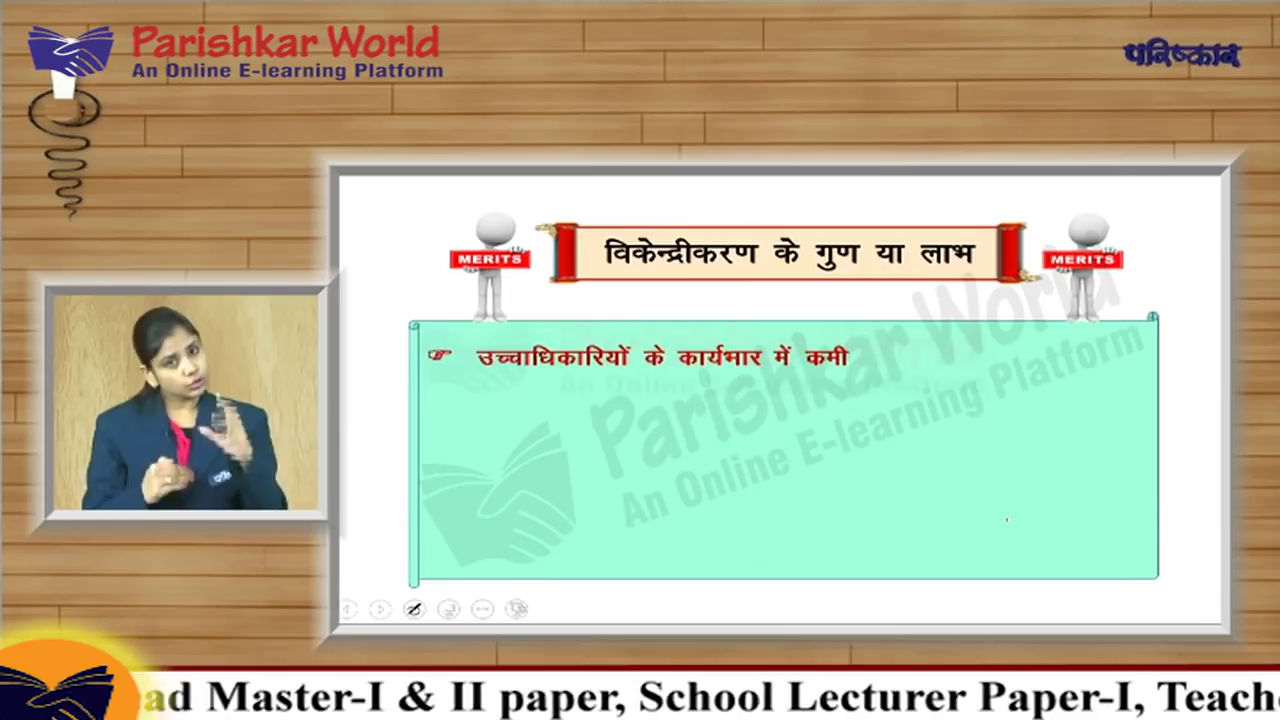 Parishkar World
An Online E-learning Platform
परिष्कार
MERITS
विकेन्द्रीकरण के गुण या लाभ
MERITS
उच्चाधिकारियों के कार्यभार में कमी
Parishkar World
An Online E-learning Platform
ad Master-I & II paper, School Lecturer Paper-I, Teach